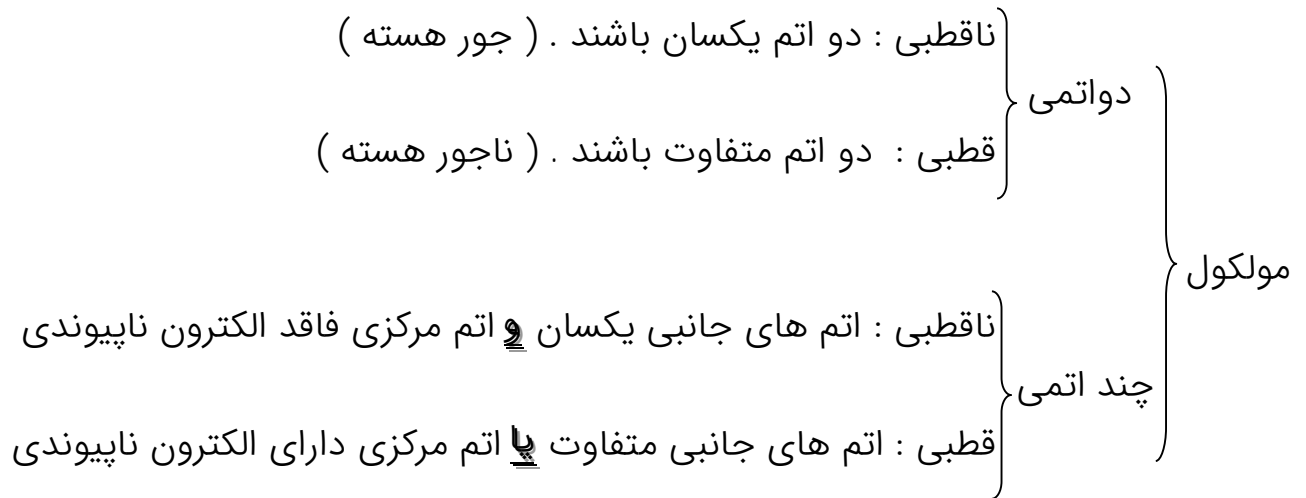 ناقطبی : دو اتم یکسان باشند . ( جور هسته )
دواتمی
قطبی : دو اتم متفاوت باشند . ( ناجور هسته )
مولکول
ناقطبی : اتم های جانبی یکسان و اتم مرکزی فاقد الکترون ناپیوندی
چند اتمی
قطبی : اتم های جانبی متفاوت یا اتم مرکزی دارای الکترون ناپیوندی